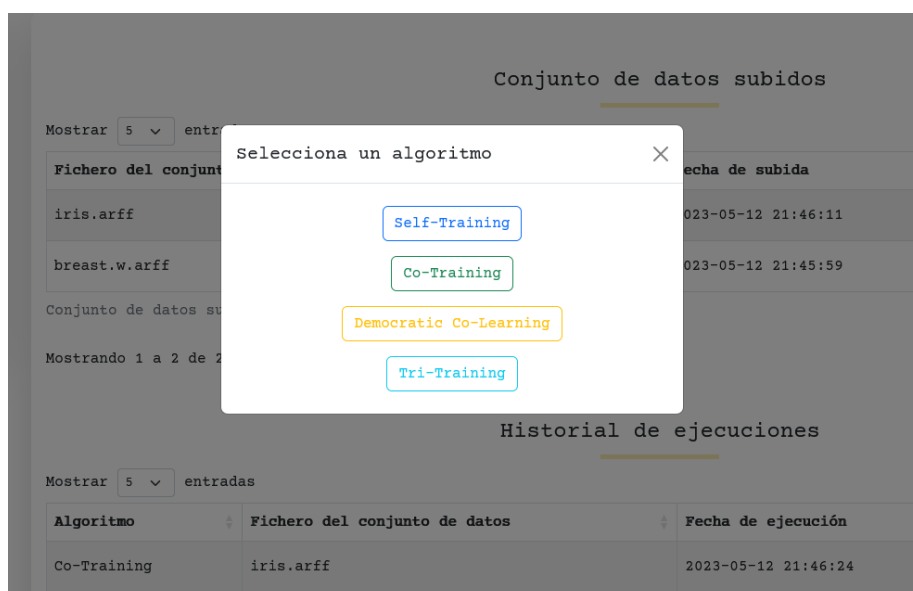 Conjunto de datos subidos
Mostrar 5 entr
Selecciona un algoritmo
Fichero del conjunt
echa de subida
Self-Training
iris.arff
023-05-12 21:46:11
Co-Training
breast.w.arff
023-05-12 21:45:59
Conjunto de datos su
Democratic Co-Learning
Mostrando 1 a 2 de 2
Tri-Training
Historial de ejecuciones
Mostrar 5 entradas
Algoritmo Fichero del conjunto de datos Fecha de ejecución
Co-Training iris.arff 2023-05-12 21:46:24